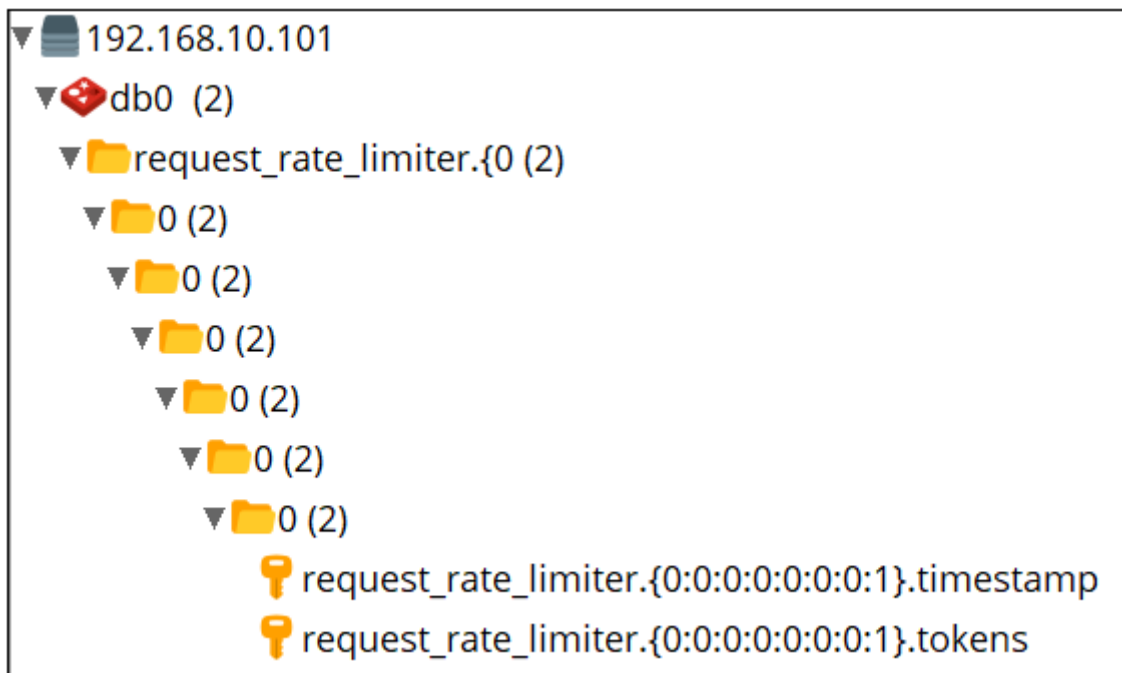 192.168.10.101
db0 (2)
request_rate_limiter.{0 (2)
0 (2)
0 (2)
0 (2)
0 (2)
0 (2)
0 (2)
request_rate_limiter.{0:0:0:0:0:0:0:1}.timestamp
request_rate_limiter.{0:0:0:0:0:0:0:1}.tokens